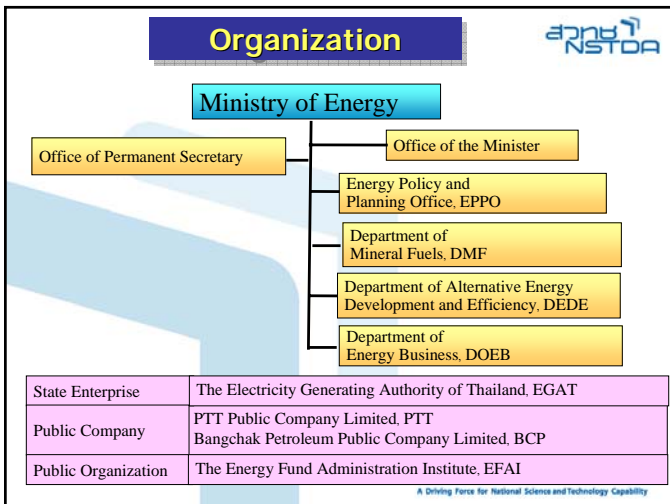 Organization
สวทช
NSTDA
Ministry of Energy
Office of the Minister
Office of Permanent Secretary
Energy Policy and
Planning Office, EPPO
Department of
Mineral Fuels, DMF
Department of Alternative Energy
Development and Efficiency, DEDE
Department of
Energy Business, DOEB
State Enterprise
The Electricity Generating Authority of Thailand, EGAT
Public Company
PTT Public Company Limited, PTT
Bangchak Petroleum Public Company Limited, BCP
Public Organization
The Energy Fund Administration Institute, EFAI
A Driving Force for National Science and Technology Capability